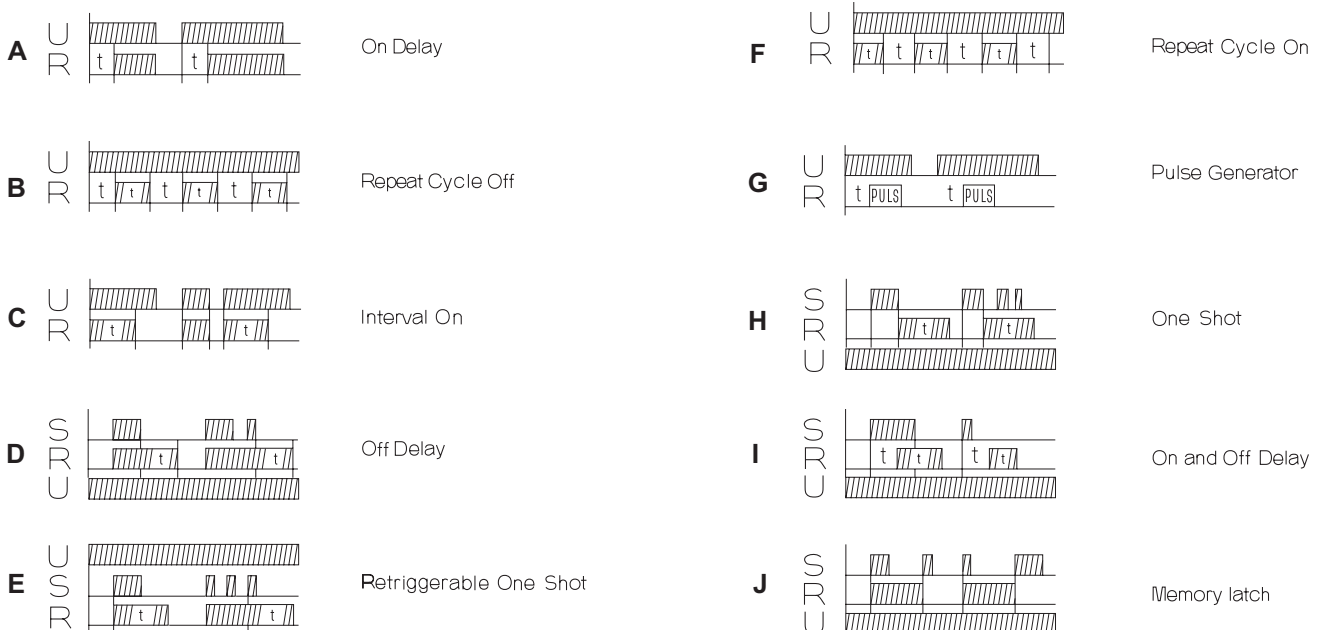 A
U
R
t
t
On Delay
B
U
R
t
t
t
t
t
t
Repeat Cycle Off
C
U
R
t
t
Interval On
D
S
R
U
t
t
Off Delay
E
U
S
R
t
t
Retriggerable One Shot
F
U
R
t
t
t
t
t
t
Repeat Cycle On
G
U
R
t
PULS
t
PULS
Pulse Generator
H
S
R
U
t
t
One Shot
I
S
R
U
t
t
t
t
On and Off Delay
J
S
R
U
Memory latch